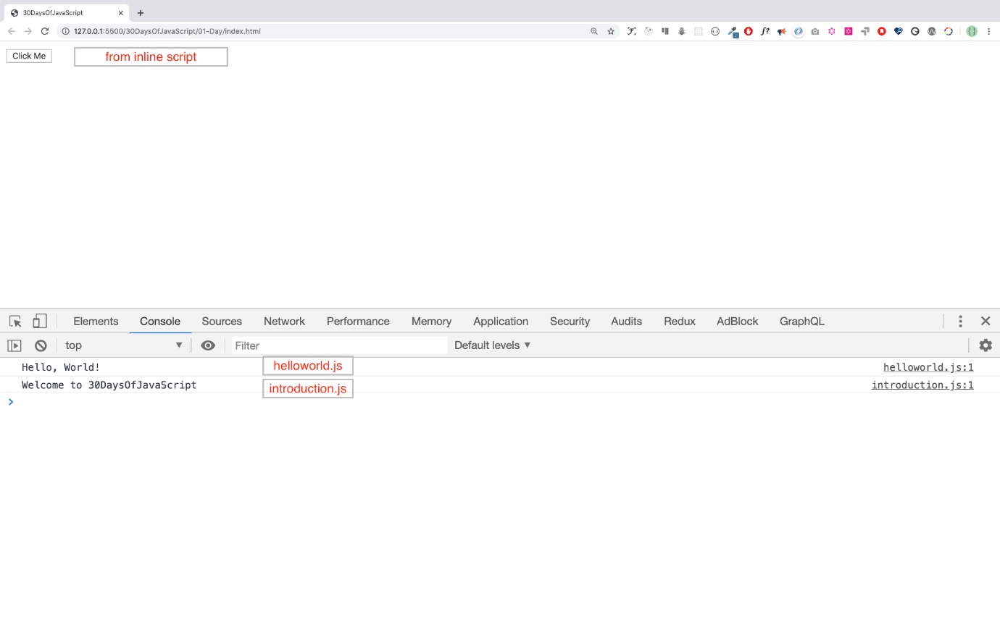 30DaysOfJavaScript
127.0.0.1:5500/30DaysOfJavaScript/01-Day/index.html
f?
Click Me from inline script
Elements Console Sources Network Performance Memory Application Security Audits Redux AdBlock GraphQL
top Filter Default levels
Hello, World! helloworld.js helloworld.js:1
Welcome to 30DaysOfJavaScript introduction.js introduction.js:1